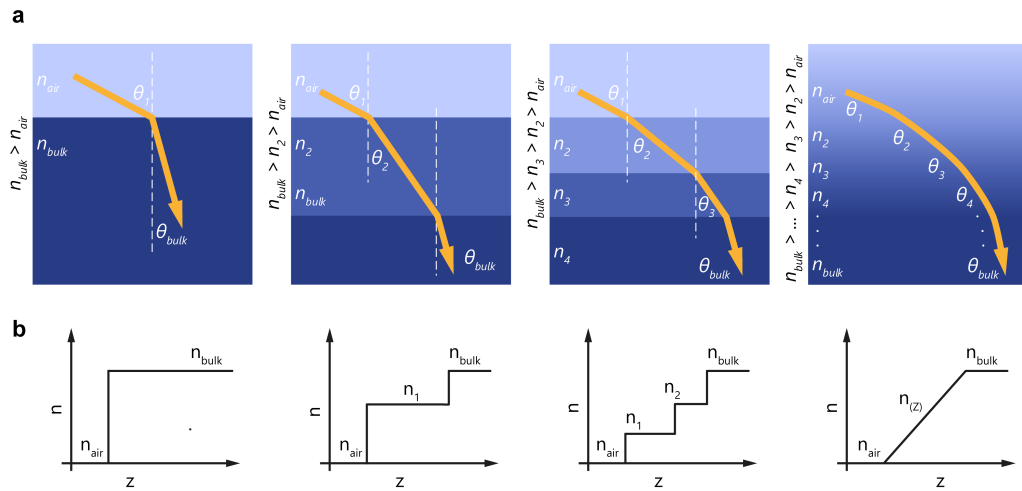 a
n_bulk > n_air
n_air
θ_1
n_bulk
θ_bulk
n_bulk > n_2 > n_air
n_air
θ_1
n_2
θ_2
n_bulk
θ_bulk
n_bulk > n_3 > n_2 > n_air
n_air
θ_1
n_2
θ_2
n_3
θ_3
n_4
θ_bulk
n_bulk > ... > n_4 > n_3 > n_2 > n_air
n_air
θ_1
n_2
θ_2
n_3
θ_3
n_4
θ_4
n_bulk
θ_bulk
b
n
n_bulk
n_air
z
n
n_bulk
n_1
n_air
z
n
n_bulk
n_2
n_1
n_air
z
n
n_bulk
n_(Z)
n_air
z